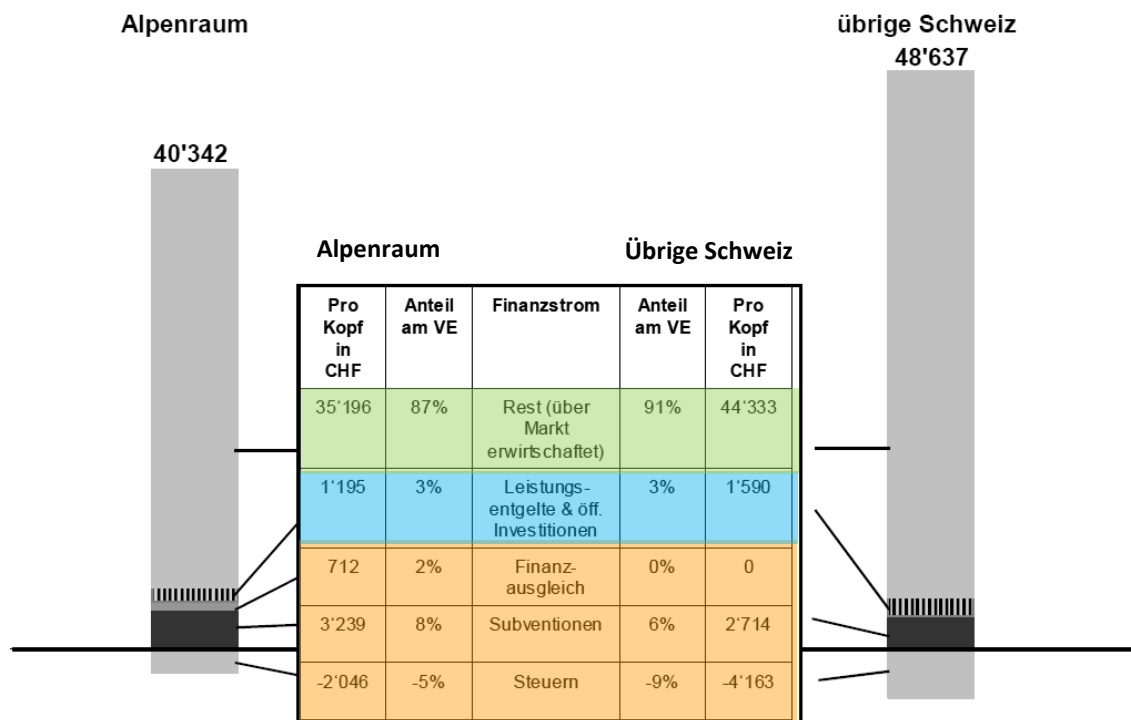 Alpenraum
übrige Schweiz
48'637
40'342
Alpenraum
Übrige Schweiz
Pro Kopf in CHF
Anteil am VE
Finanzstrom
Anteil am VE
Pro Kopf in CHF
35‘196 87% Rest (über Markt erwirtschaftet) 91% 44‘333
1‘195 3% Leistungs-entgelte & öff. Investitionen 3% 1‘590
712 2% Finanz-ausgleich 0% 0
3‘239 8% Subventionen 6% 2‘714
-2‘046 -5% Steuern -9% -4‘163